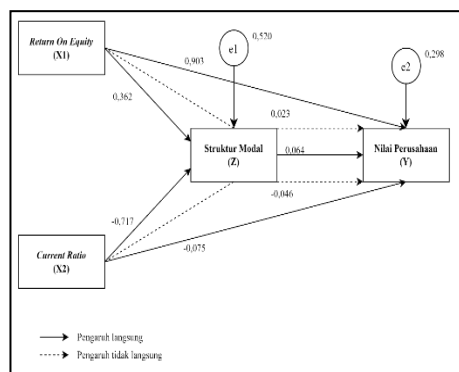 Return On Equity
(X1)
0,520
e1
0,903
0,298
e2
0,362
0,023
Struktur Modal
(Z)
0,064
Nilai Perusahaan
(Y)
-0,046
-0,717
-0,075
Current Ratio
(X2)
Pengaruh langsung
Pengaruh tidak langsung